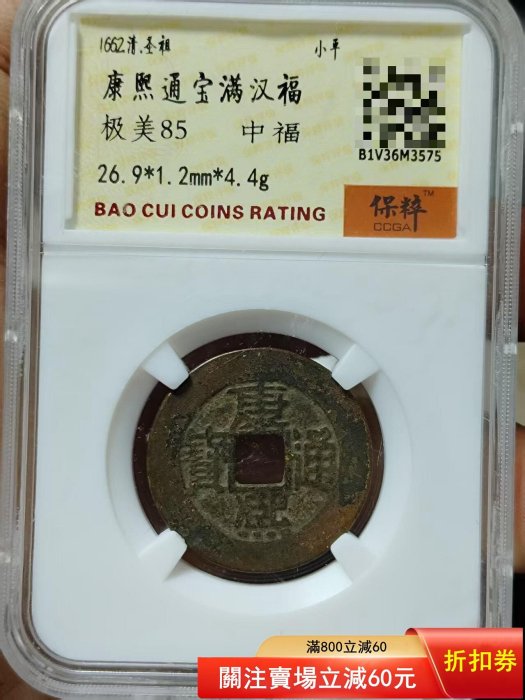 1662清.圣祖 小平
康熙通宝满汉福
极美85 中福
B1V36M3575
26.9*1.2mm*4.4g
BAO CUI COINS RATING
保粹™
CCGA
康熙通寳
滿800立減60
關注賣場立減60元
折扣券